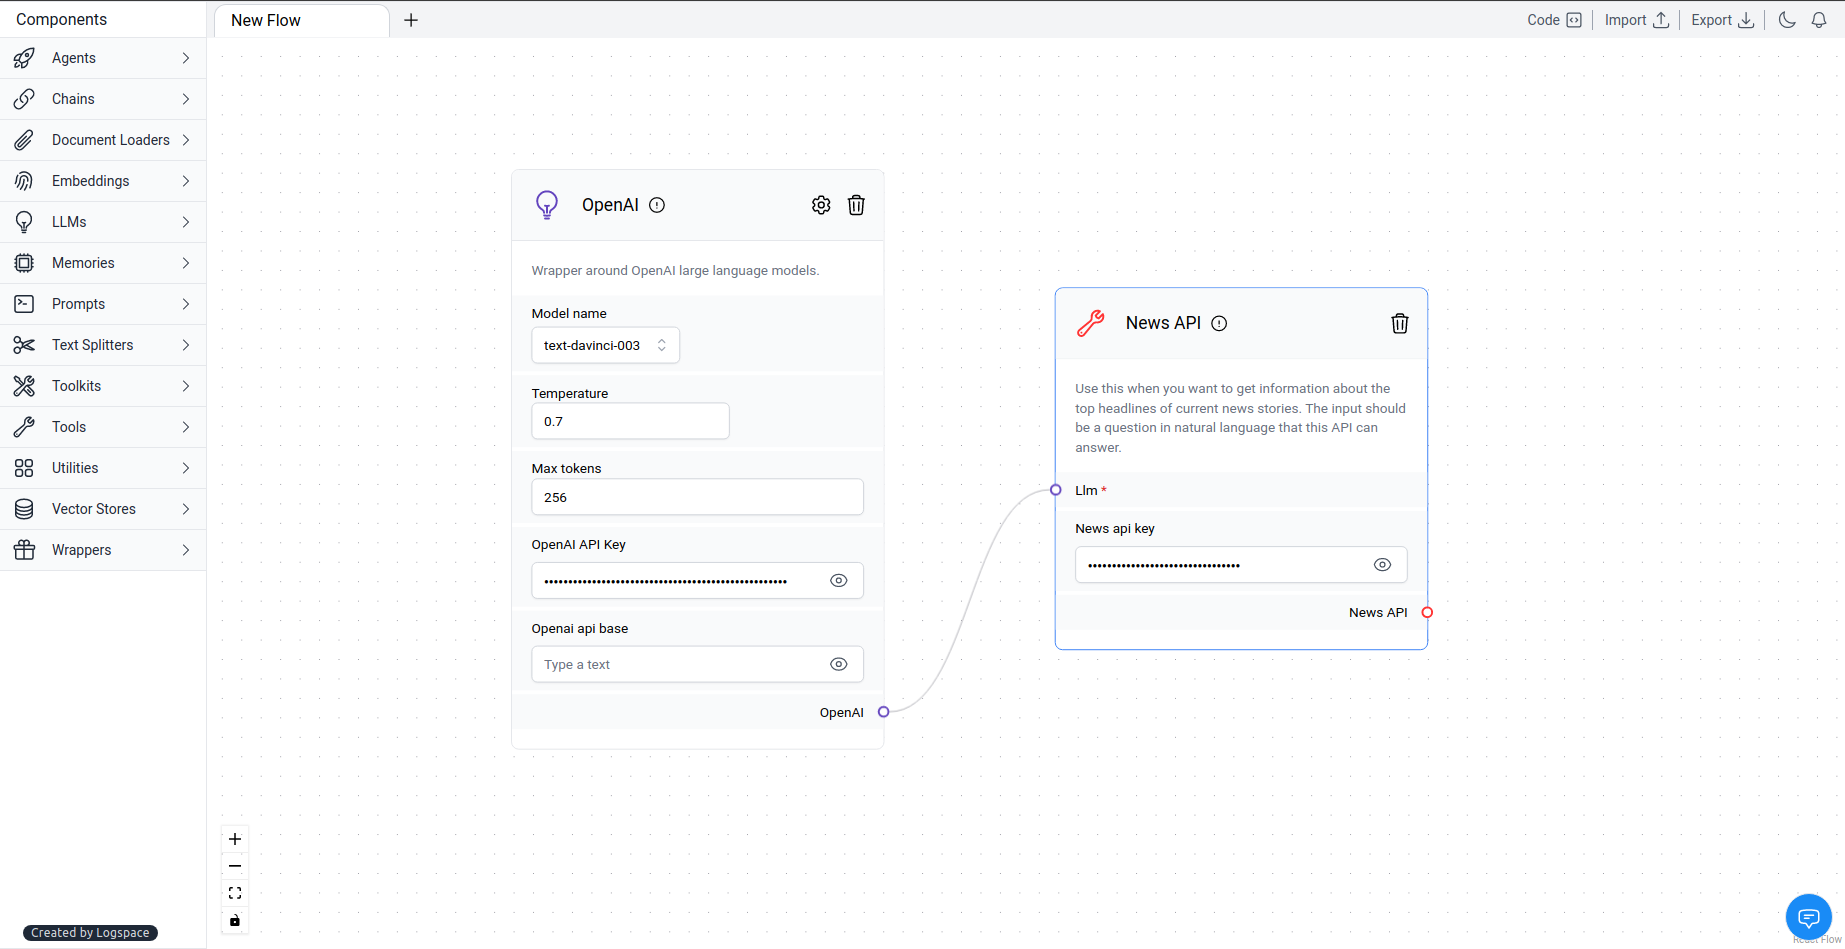 Components
New Flow
Code
Import
Export
Agents
Chains
Document Loaders
Embeddings
LLMs
Memories
Prompts
Text Splitters
Toolkits
Tools
Utilities
Vector Stores
Wrappers
Created by Logspace
OpenAI
Wrapper around OpenAI large language models.
Model name
text-davinci-003
Temperature
0.7
Max tokens
256
OpenAI API Key
Openai api base
Type a text
OpenAI
News API
Use this when you want to get information about the
top headlines of current news stories. The input should
be a question in natural language that this API can
answer.
Llm *
News api key
News API
React Flow